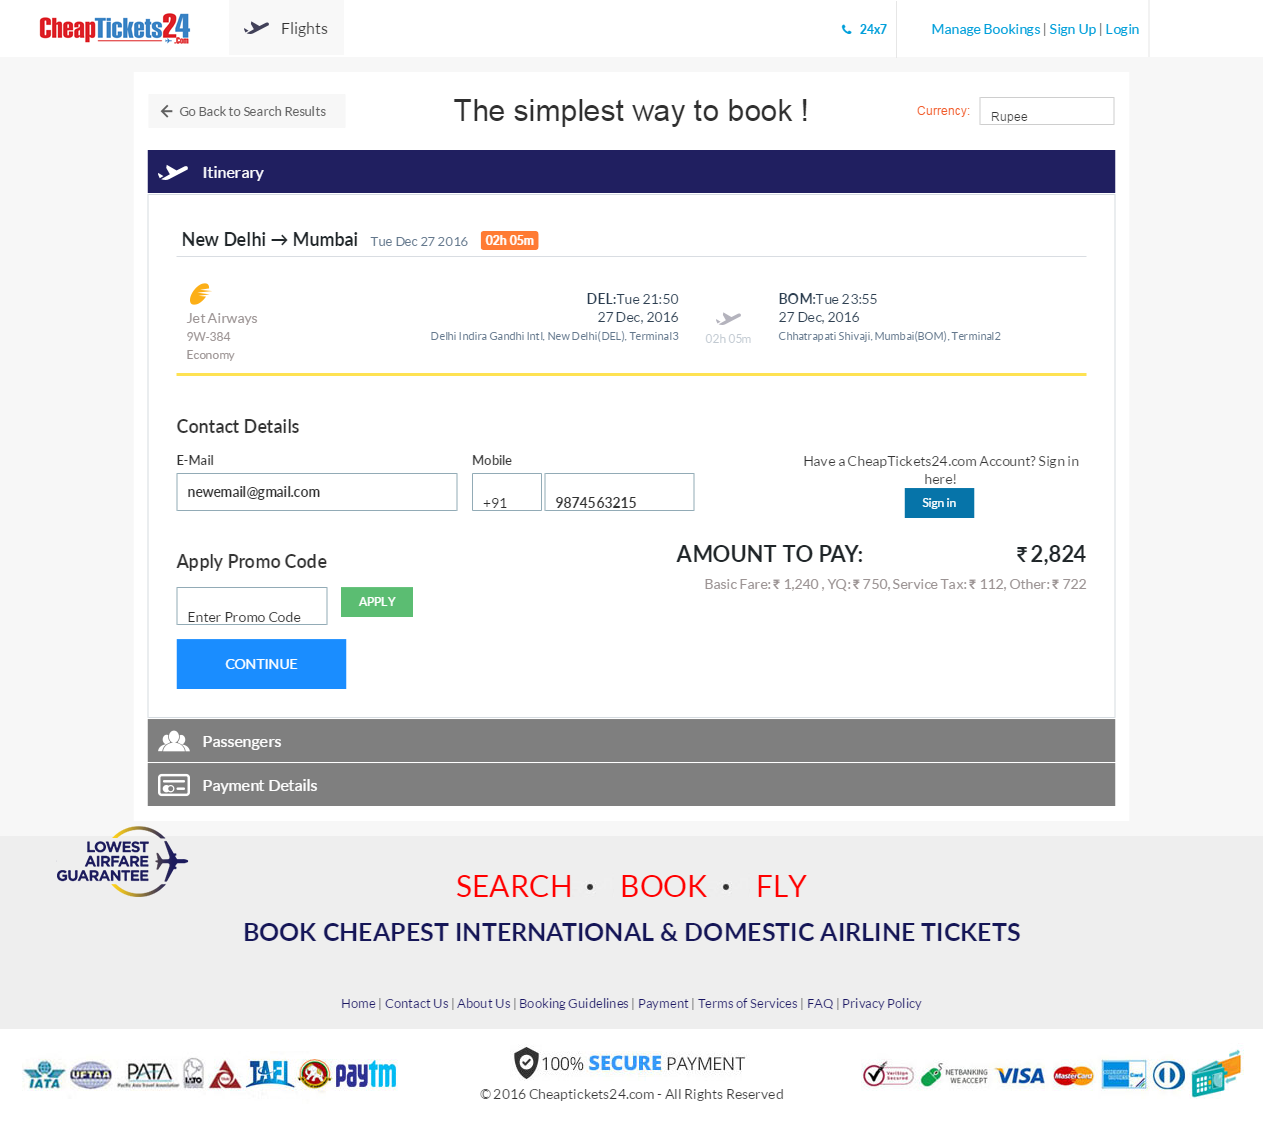 CheapTickets24
.Com
Flights
24x7
Manage Bookings | Sign Up | Login
Go Back to Search Results
The simplest way to book !
Currency:
Rupee
Itinerary
New Delhi → Mumbai Tue Dec 27 2016 02h 05m
Jet Airways
9W-384
Economy
DEL:Tue 21:50
27 Dec, 2016
Delhi Indira Gandhi Intl, New Delhi(DEL), Terminal3
02h 05m
BOM:Tue 23:55
27 Dec, 2016
Chhatrapati Shivaji, Mumbai(BOM), Terminal2
Contact Details
E-Mail
newemail@gmail.com
Mobile
+91
9874563215
Have a CheapTickets24.com Account? Sign in
here!
Sign in
Apply Promo Code
Enter Promo Code
APPLY
AMOUNT TO PAY: ₹ 2,824
Basic Fare: ₹ 1,240 , YQ: ₹ 750, Service Tax: ₹ 112, Other: ₹ 722
CONTINUE
Passengers
Payment Details
LOWEST
AIRFARE
GUARANTEE
SEARCH • BOOK • FLY
BOOK CHEAPEST INTERNATIONAL & DOMESTIC AIRLINE TICKETS
Home | Contact Us | About Us | Booking Guidelines | Payment | Terms of Services | FAQ | Privacy Policy
IATA
UFTAA
PATA
Pacific Asia Travel Association
paytm
100% SECURE PAYMENT
© 2016 Cheaptickets24.com - All Rights Reserved
VeriSign
Secured
NETBANKING
WE ACCEPT
VISA
MasterCard